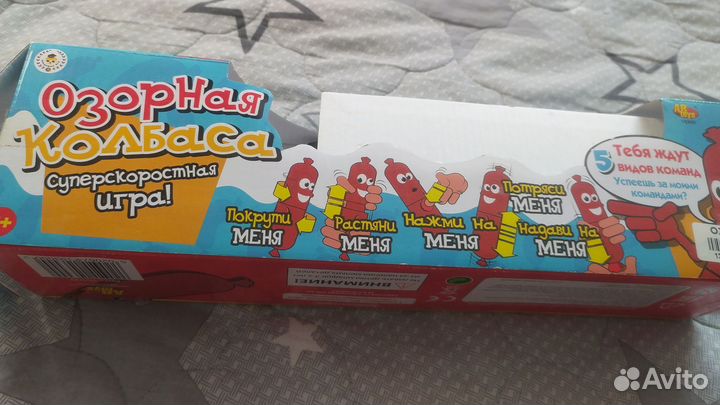 Озорная
Колбаса
Суперскоростная
игра!
Покрути
меня
Растяни
меня
Нажми на
меня
Потряси
меня
Надави на
меня
5
Тебя ждут
видов команд
Успеешь за моими
командами?
ABtoys
ВНИМАНИЕ!
Avito